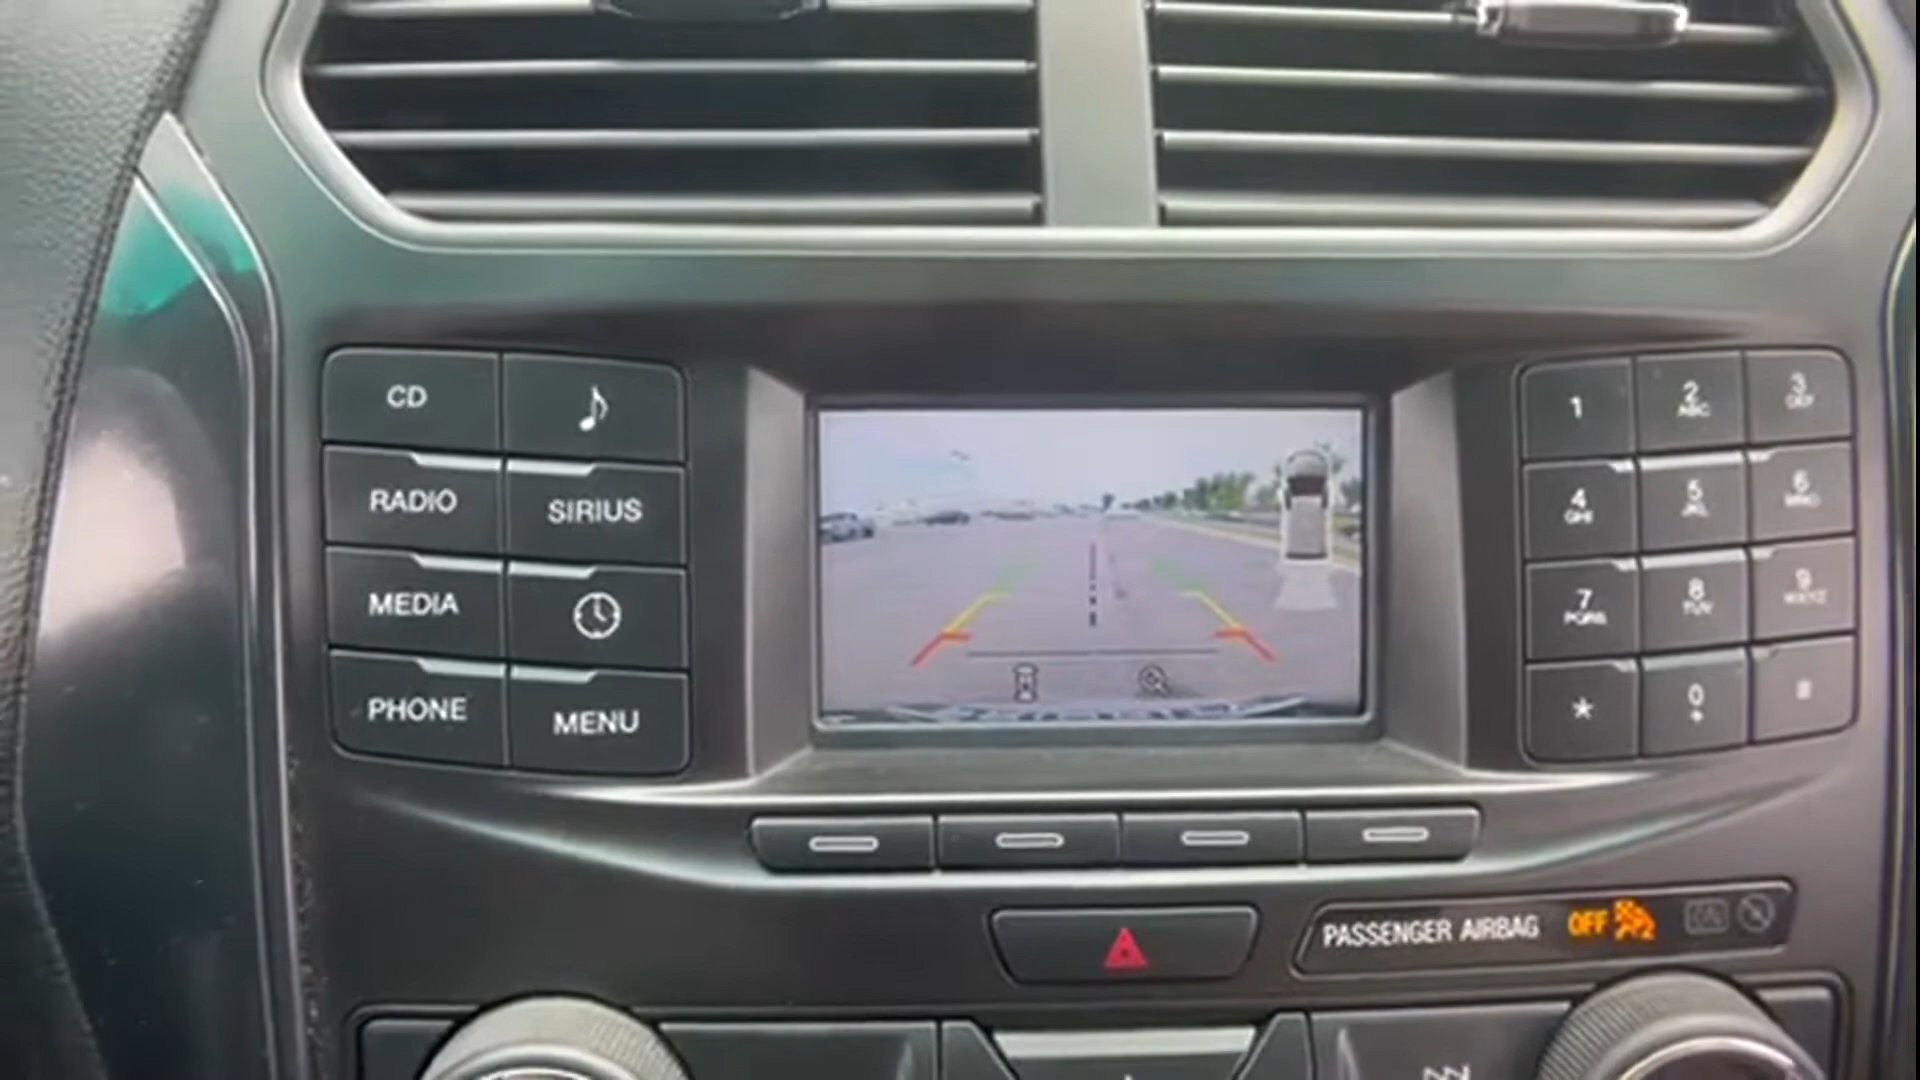 CD
RADIO
SIRIUS
MEDIA
PHONE
MENU
1
2
ABC
3
DEF
4
GHI
5
JKL
6
MNO
7
PQRS
8
TUV
9
WXYZ
*
0
+
PASSENGER AIRBAG OFF